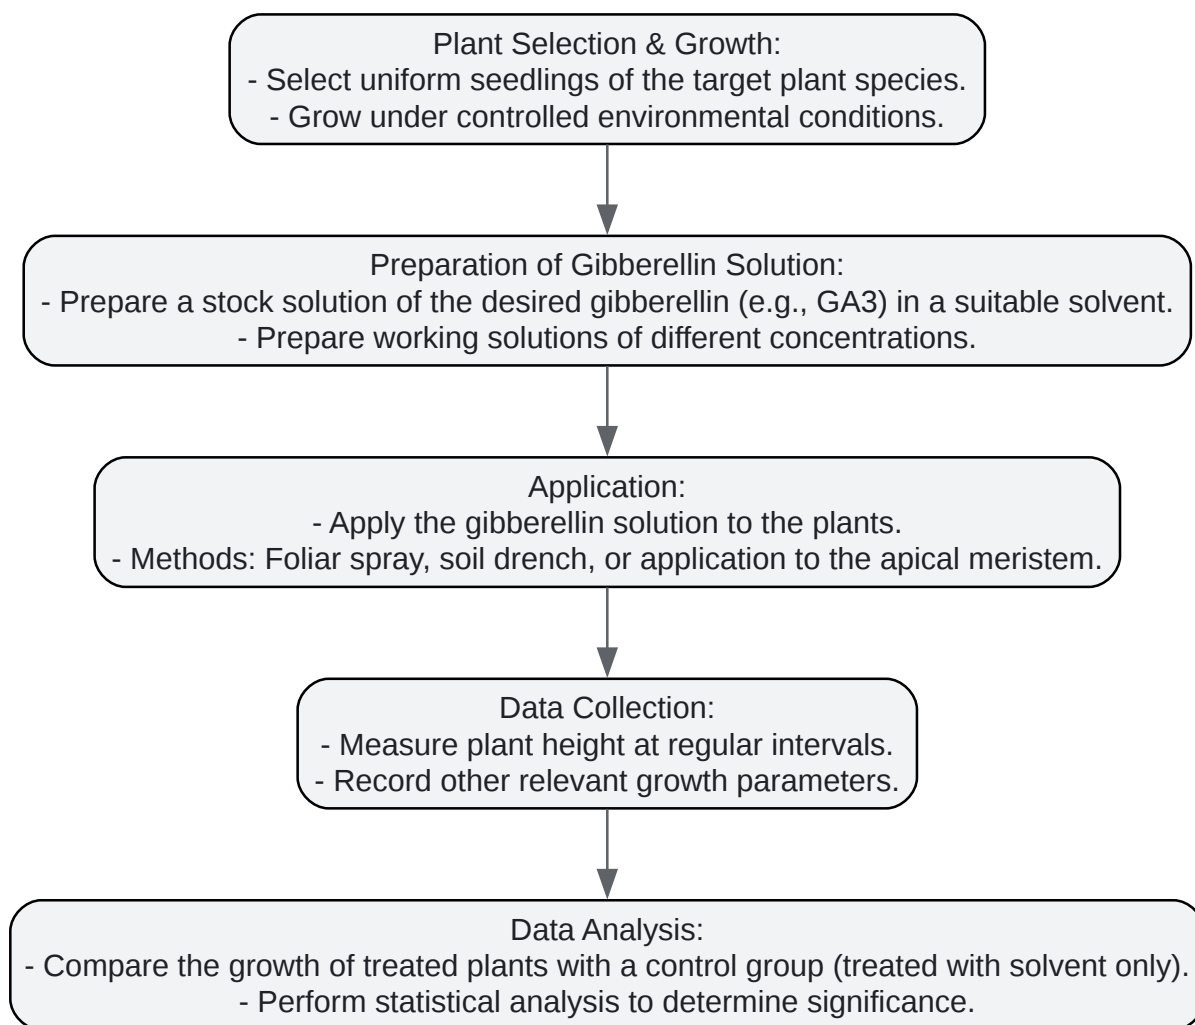 Plant Selection & Growth:
- Select uniform seedlings of the target plant species.
- Grow under controlled environmental conditions.
Preparation of Gibberellin Solution:
- Prepare a stock solution of the desired gibberellin (e.g., GA3) in a suitable solvent.
- Prepare working solutions of different concentrations.
Application:
- Apply the gibberellin solution to the plants.
- Methods: Foliar spray, soil drench, or application to the apical meristem.
Data Collection:
- Measure plant height at regular intervals.
- Record other relevant growth parameters.
Data Analysis:
- Compare the growth of treated plants with a control group (treated with solvent only).
- Perform statistical analysis to determine significance.